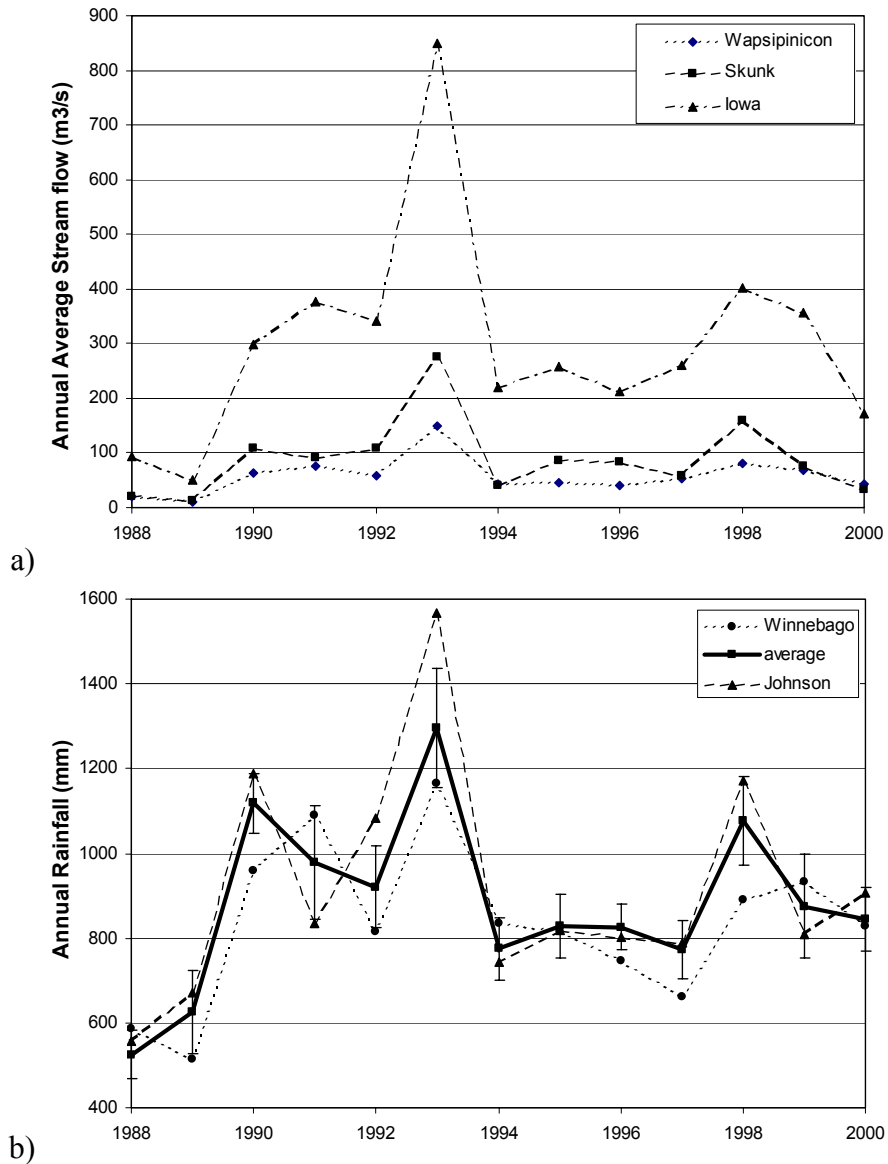 900
800
700
600
500
400
300
200
100
0
Annual Average Stream flow (m3/s)
Wapsipinicon
Skunk
Iowa
1988 1990 1992 1994 1996 1998 2000
a)
1600
1400
1200
1000
800
600
400
Annual Rainfall (mm)
Winnebago
average
Johnson
1988 1990 1992 1994 1996 1998 2000
b)